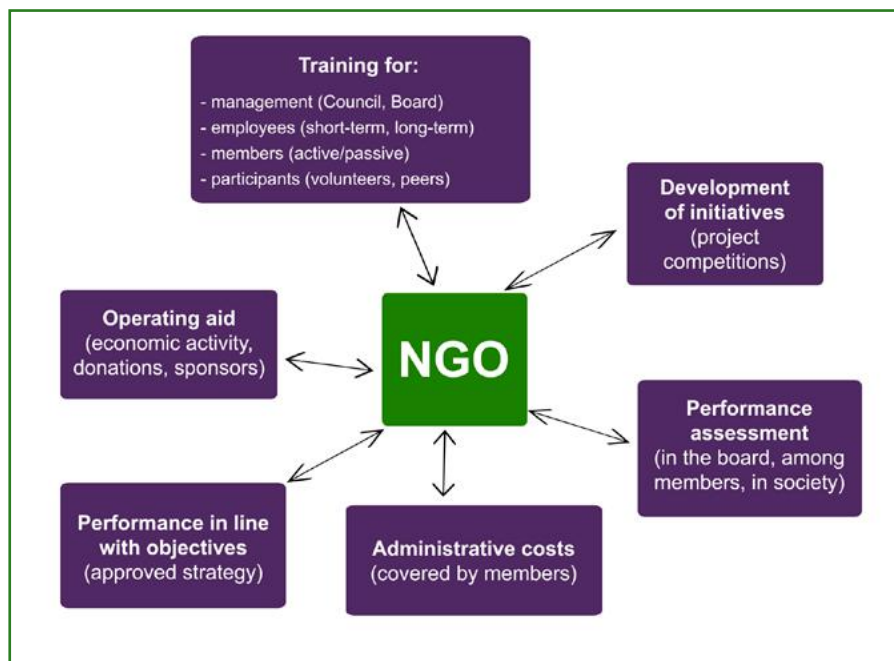 Training for:
- management (Council, Board)
- employees (short-term, long-term)
- members (active/passive)
- participants (volunteers, peers)
Development
of initiatives
(project
competitions)
Operating aid
(economic activity,
donations, sponsors)
NGO
Performance
assessment
(in the board, among
members, in society)
Performance in line
with objectives
(approved strategy)
Administrative costs
(covered by members)